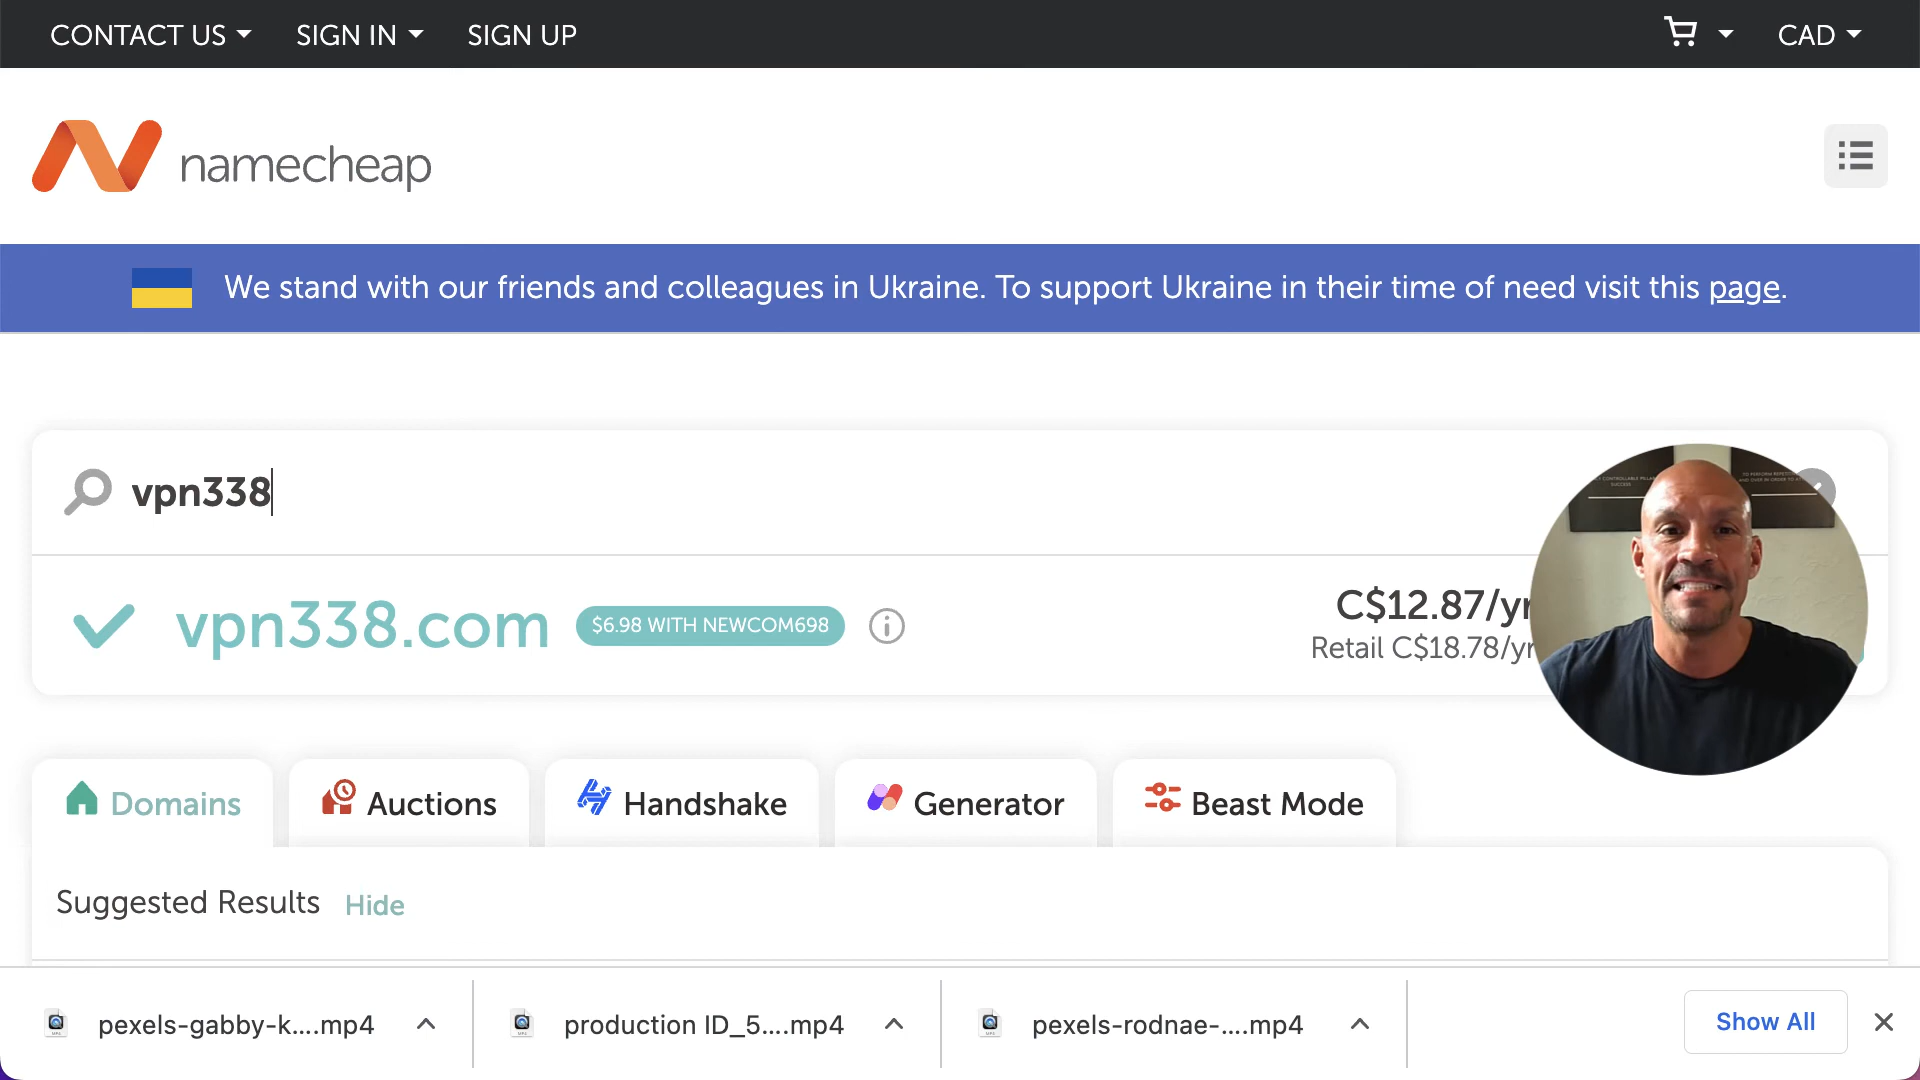 CONTACT US
SIGN IN
SIGN UP
CAD
namecheap
We stand with our friends and colleagues in Ukraine. To support Ukraine in their time of need visit this page.
vpn338
vpn338.com
$6.98 WITH NEWCOM698
C$12.87/yr
Retail C$18.78/yr
Domains
Auctions
Handshake
Generator
Beast Mode
Suggested Results
Hide
pexels-gabby-k....mp4
production ID_5....mp4
pexels-rodnae-....mp4
Show All